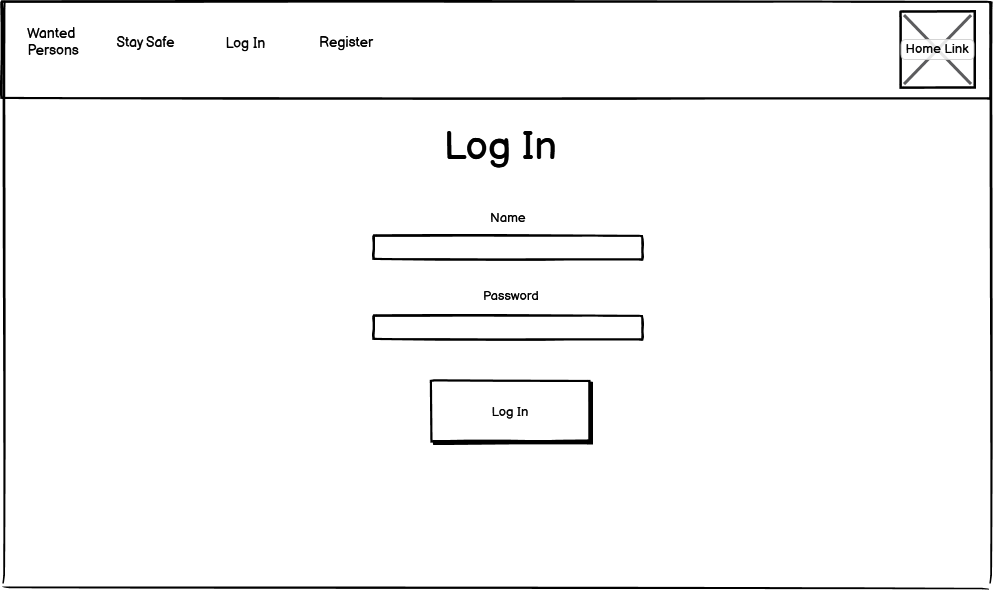 Wanted
Persons
Stay Safe
Log In
Register
Home Link
Log In
Name
Password
Log In